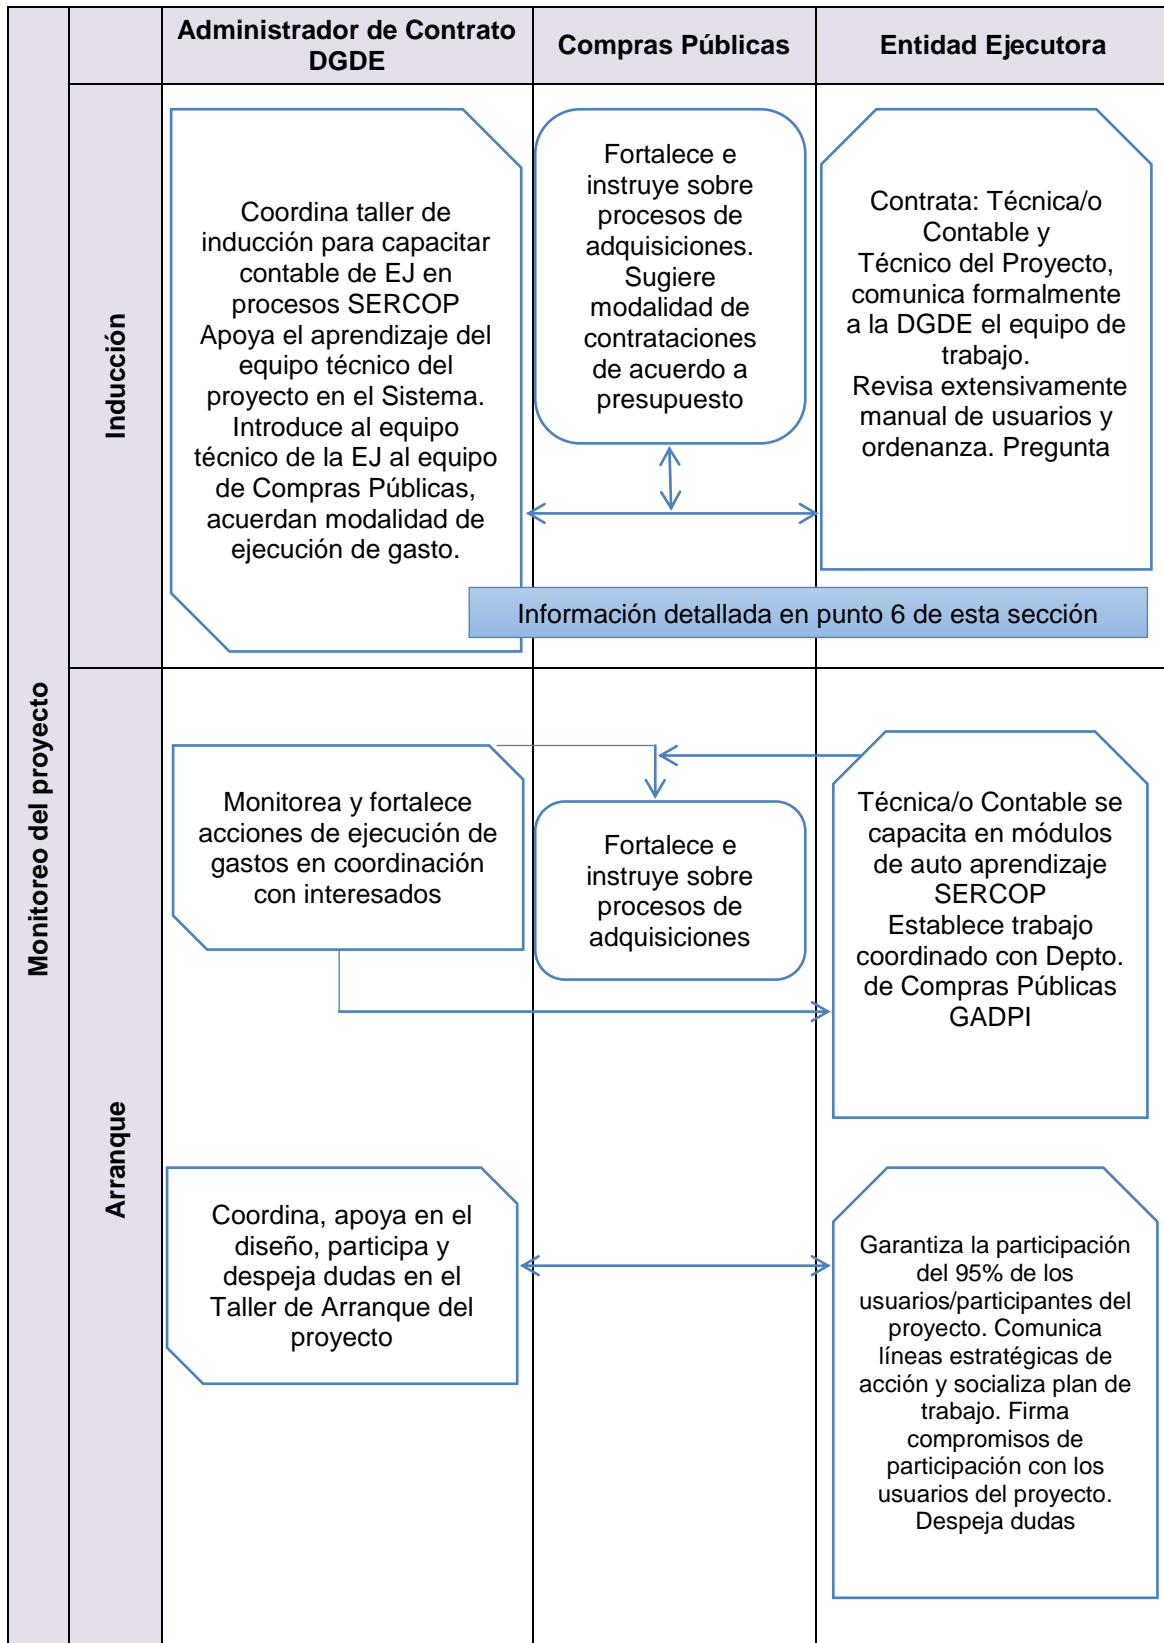 Administrador de Contrato
DGDE
Compras Públicas
Entidad Ejecutora
Monitoreo del proyecto
Inducción
Coordina taller de
inducción para capacitar
contable de EJ en
procesos SERCOP
Apoya el aprendizaje del
equipo técnico del
proyecto en el Sistema.
Introduce al equipo
técnico de la EJ al equipo
de Compras Públicas,
acuerdan modalidad de
ejecución de gasto.
Fortalece e
instruye sobre
procesos de
adquisiciones.
Sugiere
modalidad de
contrataciones
de acuerdo a
presupuesto
Contrata: Técnica/o
Contable y
Técnico del Proyecto,
comunica formalmente
a la DGDE el equipo de
trabajo.
Revisa extensivamente
manual de usuarios y
ordenanza. Pregunta
Información detallada en punto 6 de esta sección
Arranque
Monitorea y fortalece
acciones de ejecución de
gastos en coordinación
con interesados
Fortalece e
instruye sobre
procesos de
adquisiciones
Técnica/o Contable se
capacita en módulos
de auto aprendizaje
SERCOP
Establece trabajo
coordinado con Depto.
de Compras Públicas
GADPI
Coordina, apoya en el
diseño, participa y
despeja dudas en el
Taller de Arranque del
proyecto
Garantiza la participación
del 95% de los
usuarios/participantes del
proyecto. Comunica
líneas estratégicas de
acción y socializa plan de
trabajo. Firma
compromisos de
participación con los
usuarios del proyecto.
Despeja dudas